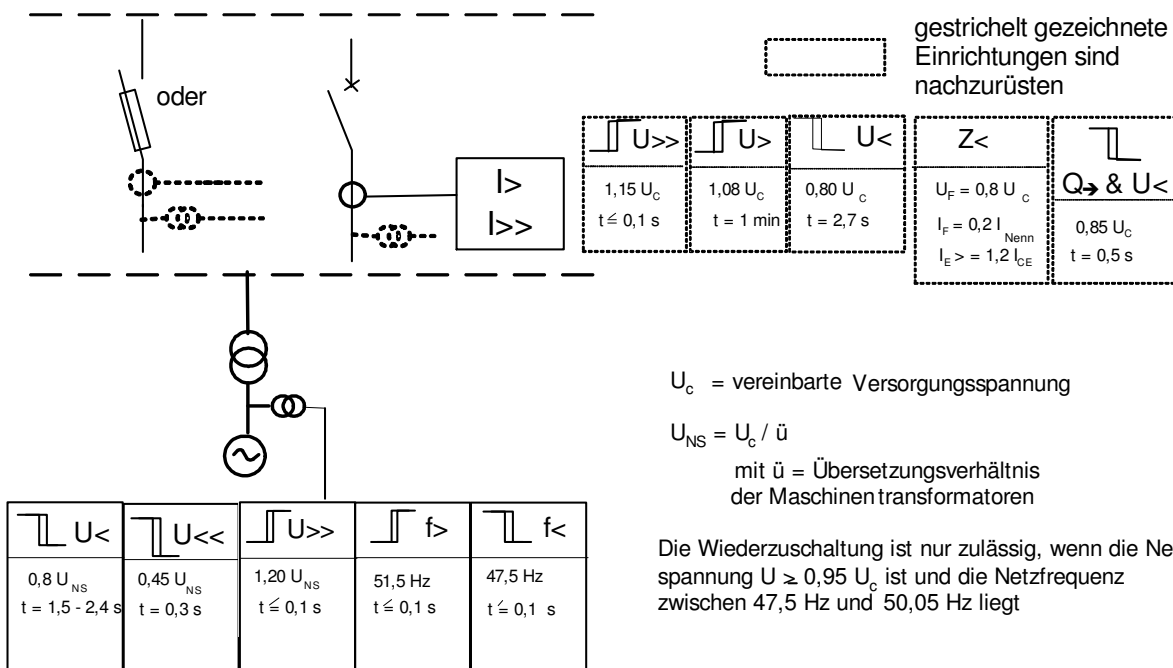 gestrichelt gezeichnete
Einrichtungen sind
nachzurüsten
oder
I>
I>>
U>>
1,15 U_C
t ≦ 0,1 s
U>
1,08 U_C
t = 1 min
U<
0,80 U_C
t = 2,7 s
Z<
U_F = 0,8 U_C
I_F = 0,2 I_Nenn
I_E > = 1,2 I_CE
Q→ & U<
0,85 U_C
t = 0,5 s
U_c = vereinbarte Versorgungsspannung
U_NS = U_c / ü
mit ü = Übersetzungsverhältnis
der Maschinentransformatoren
U<
0,8 U_NS
t = 1,5 - 2,4 s
U<<
0,45 U_NS
t = 0,3 s
U>>
1,20 U_NS
t ≦ 0,1 s
f>
51,5 Hz
t ≦ 0,1 s
f<
47,5 Hz
t ≦ 0,1 s
Die Wiederzuschaltung ist nur zulässig, wenn die Ne
spannung U ≥ 0,95 U_c ist und die Netzfrequenz
zwischen 47,5 Hz und 50,05 Hz liegt